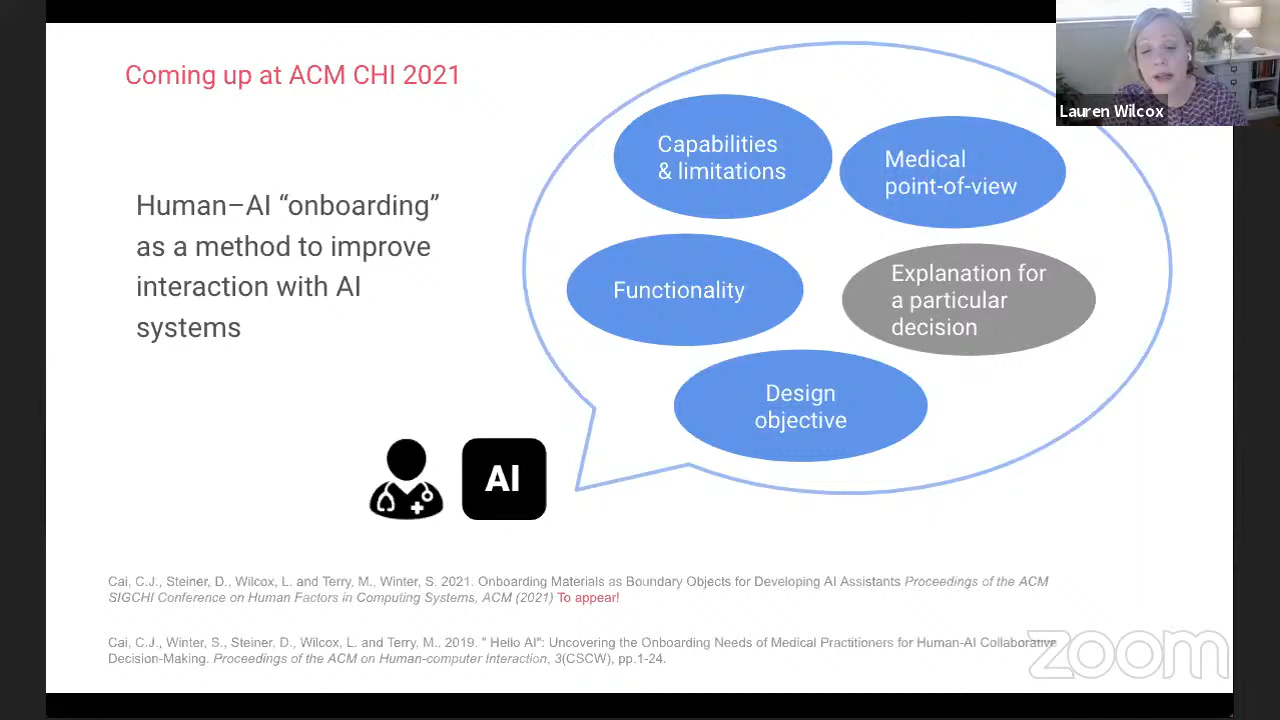 Coming up at ACM CHI 2021
Human–AI “onboarding”
as a method to improve
interaction with AI
systems
Capabilities
& limitations
Medical
point-of-view
Functionality
Explanation for
a particular
decision
Design
objective
AI
Lauren Wilcox
Cai, C.J., Steiner, D., Wilcox, L. and Terry, M., Winter, S. 2021. Onboarding Materials as Boundary Objects for Developing AI Assistants Proceedings of the ACM
SIGCHI Conference on Human Factors in Computing Systems, ACM (2021) To appear!
Cai, C.J., Winter, S., Steiner, D., Wilcox, L. and Terry, M.. 2019. " Hello AI": Uncovering the Onboarding Needs of Medical Practitioners for Human-AI Collaborative
Decision-Making. Proceedings of the ACM on Human-computer Interaction, 3(CSCW), pp.1-24.
zoom